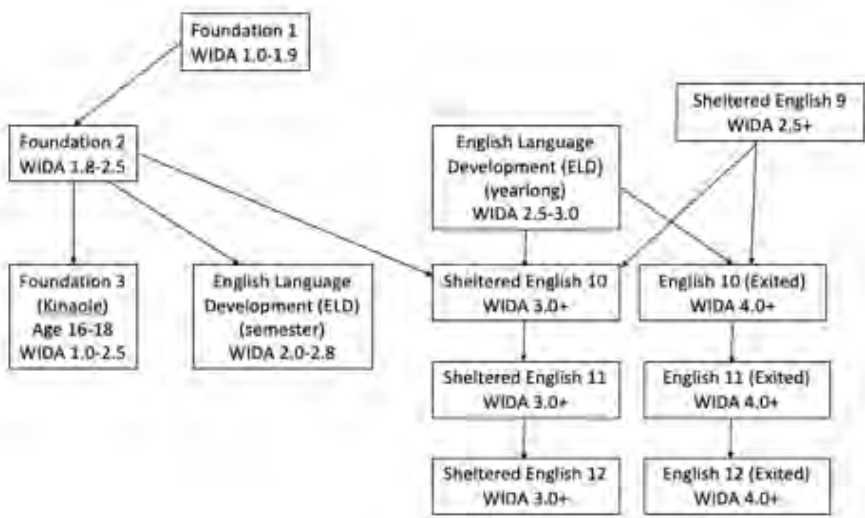 Foundation 1
WIDA 1.0-1.9
Sheltered English 9
WIDA 2.5+
Foundation 2
WIDA 1.8-2.5
English Language
Development (ELD)
(yearlong)
WIDA 2.5-3.0
Foundation 3
(Kinaole)
Age 16-18
WIDA 1.0-2.5
English Language
Development (ELD)
(semester)
WIDA 2.0-2.8
Sheltered English 10
WIDA 3.0+
English 10 (Exited)
WIDA 4.0+
Sheltered English 11
WIDA 3.0+
English 11 (Exited)
WIDA 4.0+
Sheltered English 12
WIDA 3.0+
English 12 (Exited)
WIDA 4.0+